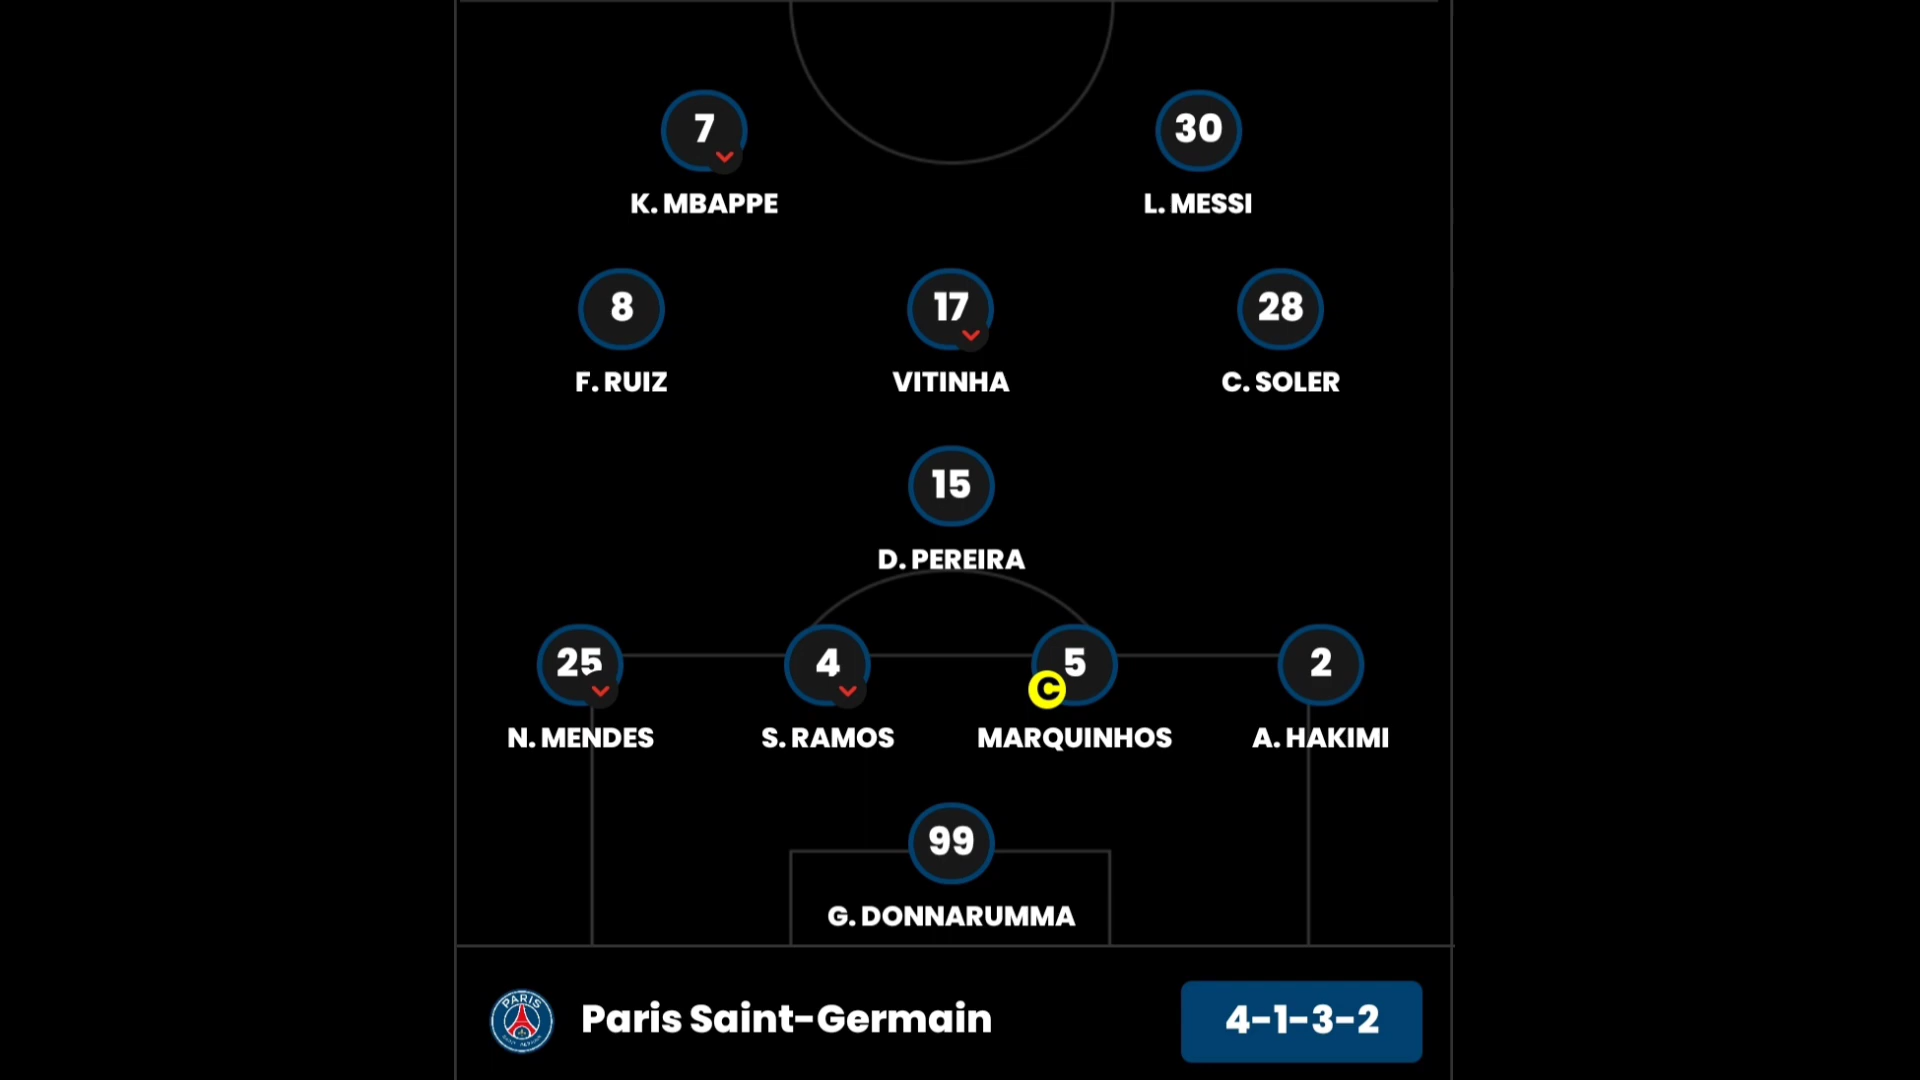 7
30
K. MBAPPE
L. MESSI
8
17
28
F. RUIZ
VITINHA
C. SOLER
15
D. PEREIRA
25
4
5
2
C
N. MENDES
S. RAMOS
MARQUINHOS
A. HAKIMI
99
G. DONNARUMMA
PARIS
Paris Saint-Germain
4-1-3-2